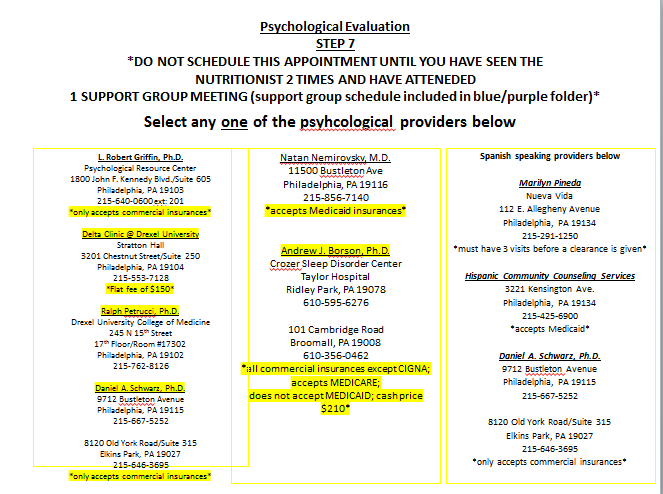 Psychological Evaluation
STEP 7
*DO NOT SCHEDULE THIS APPOINTMENT UNTIL YOU HAVE SEEN THE
NUTRITIONIST 2 TIMES AND HAVE ATTENEDED
1 SUPPORT GROUP MEETING (support group schedule included in blue/purple folder)*
Select any one of the psyhcological providers below
L. Robert Griffin, Ph.D.
Psychological Resource Center
1800 John F. Kennedy Blvd./Suite 605
Philadelphia, PA 19103
215-640-0600ext: 201
*only accepts commercial insurances*
Delta Clinic @ Drexel University
Stratton Hall
3201 Chestnut Street/Suite 250
Philadelphia, PA 19104
215-553-7128
*Flat fee of $150*
Ralph Petrucci, Ph.D.
Drexel University College of Medicine
245 N 15th Street
17th Floor/Room #17302
Philadelphia, PA 19102
215-762-8126
Daniel A. Schwarz, Ph.D.
9712 Bustleton Avenue
Philadelphia, PA 19115
215-667-5252
8120 Old York Road/Suite 315
Elkins Park, PA 19027
215-646-3695
*only accepts commercial insurances*
Natan Nemirovsky, M.D.
11500 Bustleton Ave
Philadelphia, PA 19116
215-856-7140
*accepts Medicaid insurances*
Andrew J. Borson, Ph.D.
Crozer Sleep Disorder Center
Taylor Hospital
Ridley Park, PA 19078
610-595-6276
101 Cambridge Road
Broomall, PA 19008
610-356-0462
*all commercial insurances except CIGNA;
accepts MEDICARE;
does not accept MEDICAID; cash price
$210*
Spanish speaking providers below
Marilyn Pineda
Nueva Vida
112 E. Allegheny Avenue
Philadelphia, PA 19134
215-291-1250
*must have 3 visits before a clearance is given*
Hispanic Community Counseling Services
3221 Kensington Ave.
Philadelphia, PA 19134
215-425-6900
*accepts Medicaid*
Daniel A. Schwarz, Ph.D.
9712 Bustleton Avenue
Philadelphia, PA 19115
215-667-5252
8120 Old York Road/Suite 315
Elkins Park, PA 19027
215-646-3695
*only accepts commercial insurances*